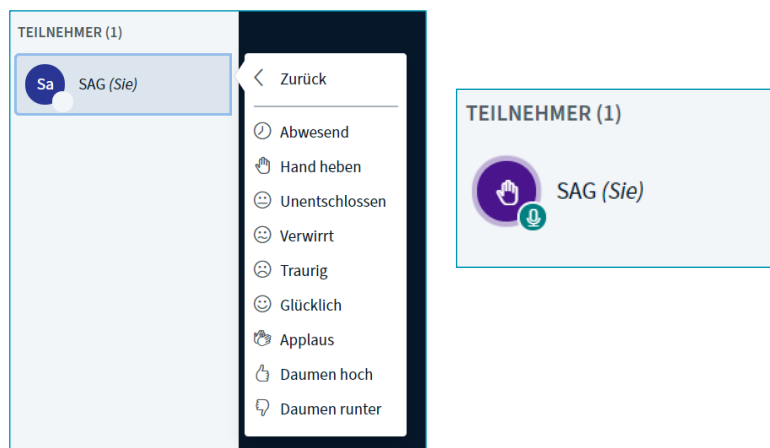 TEILNEHMER (1)
Sa
SAG (Sie)
Zurück
Abwesend
Hand heben
Unentschlossen
Verwirrt
Traurig
Glücklich
Applaus
Daumen hoch
Daumen runter
TEILNEHMER (1)
SAG (Sie)